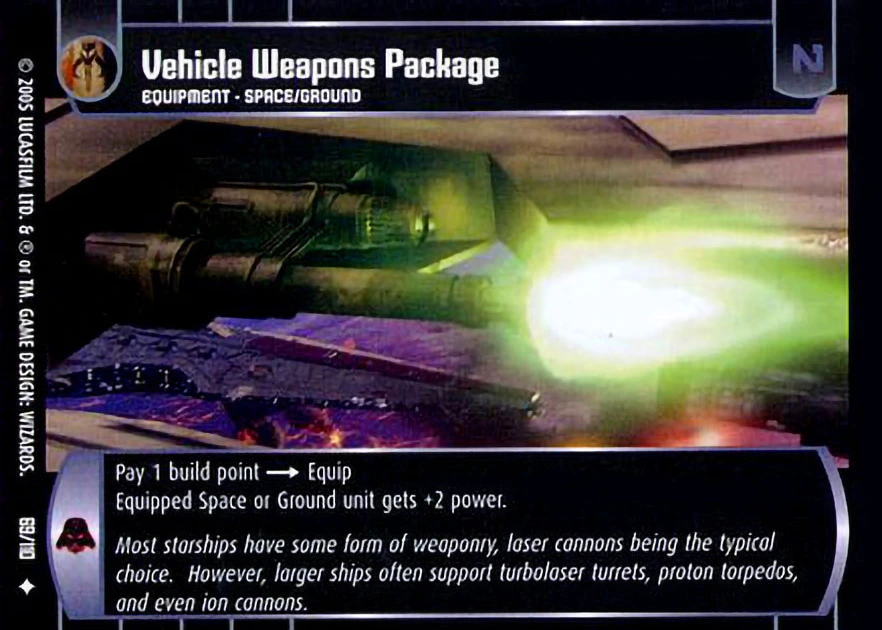 Vehicle Weapons Package
N
EQUIPMENT - SPACE/GROUND
Pay 1 build point → Equip
Equipped Space or Ground unit gets +2 power.
Most starships have some form of weaponry, laser cannons being the typical
choice. However, larger ships often support turbolaser turrets, proton torpedos,
and even ion cannons.
© 2005 LUCASFILM LTD. & ® or TM. GAME DESIGN: WIZARDS. 69/110